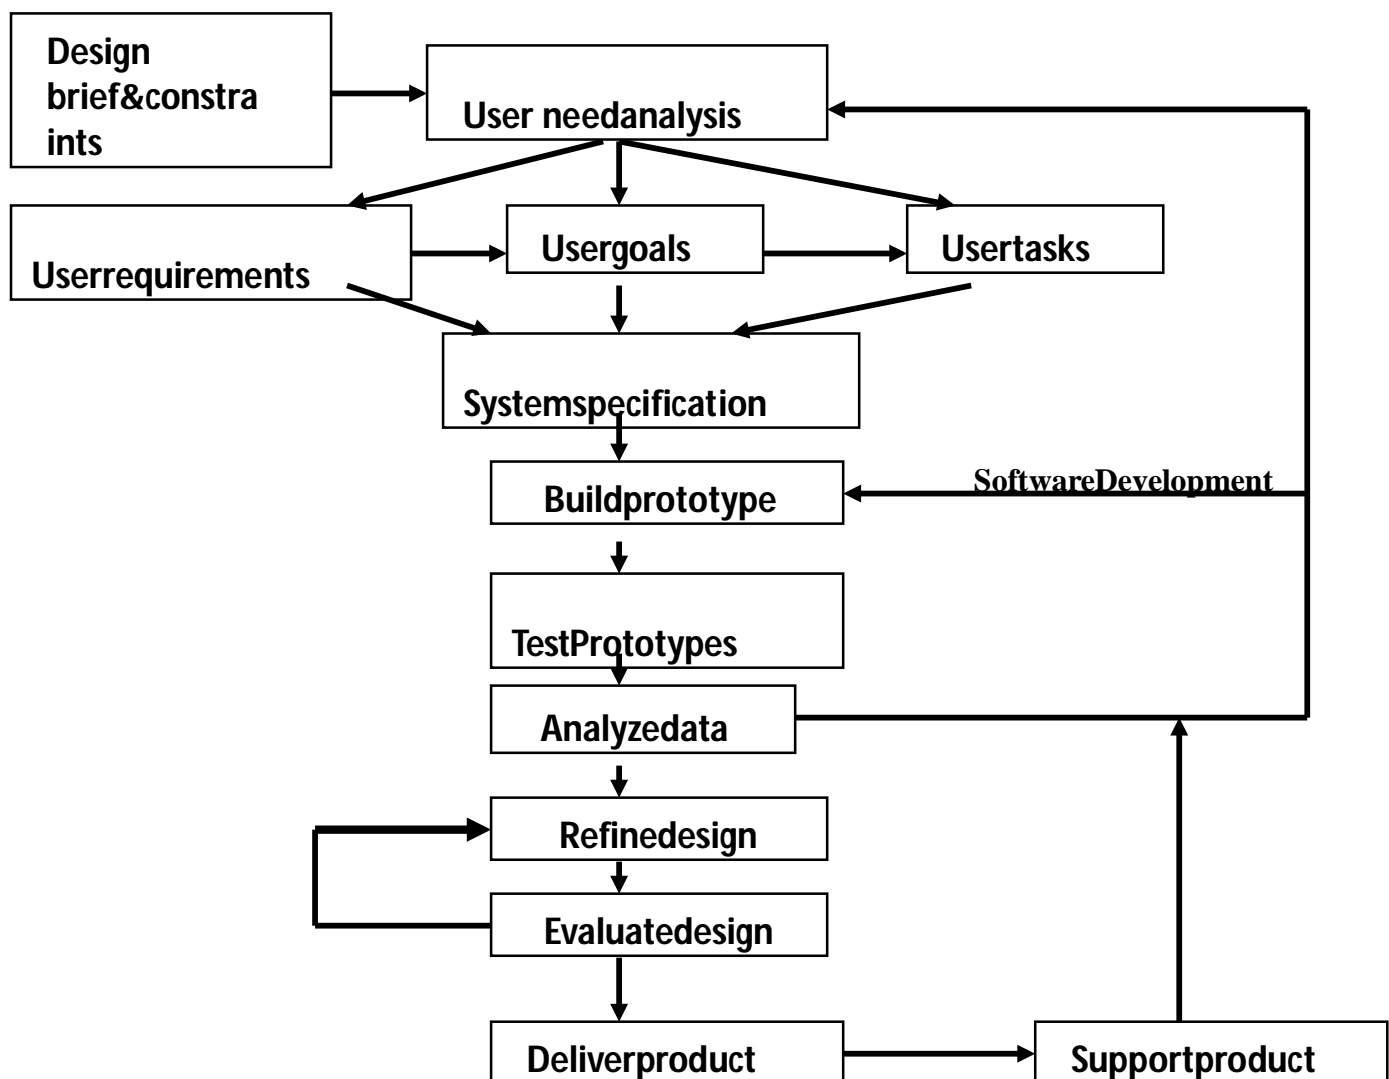 Design
brief&constra
ints
User needanalysis
Userrequirements
Usergoals
Usertasks
Systemspecification
Buildprototype
SoftwareDevelopment
TestPrototypes
Analyzedata
Refinedesign
Evaluatedesign
Deliverproduct
Supportproduct